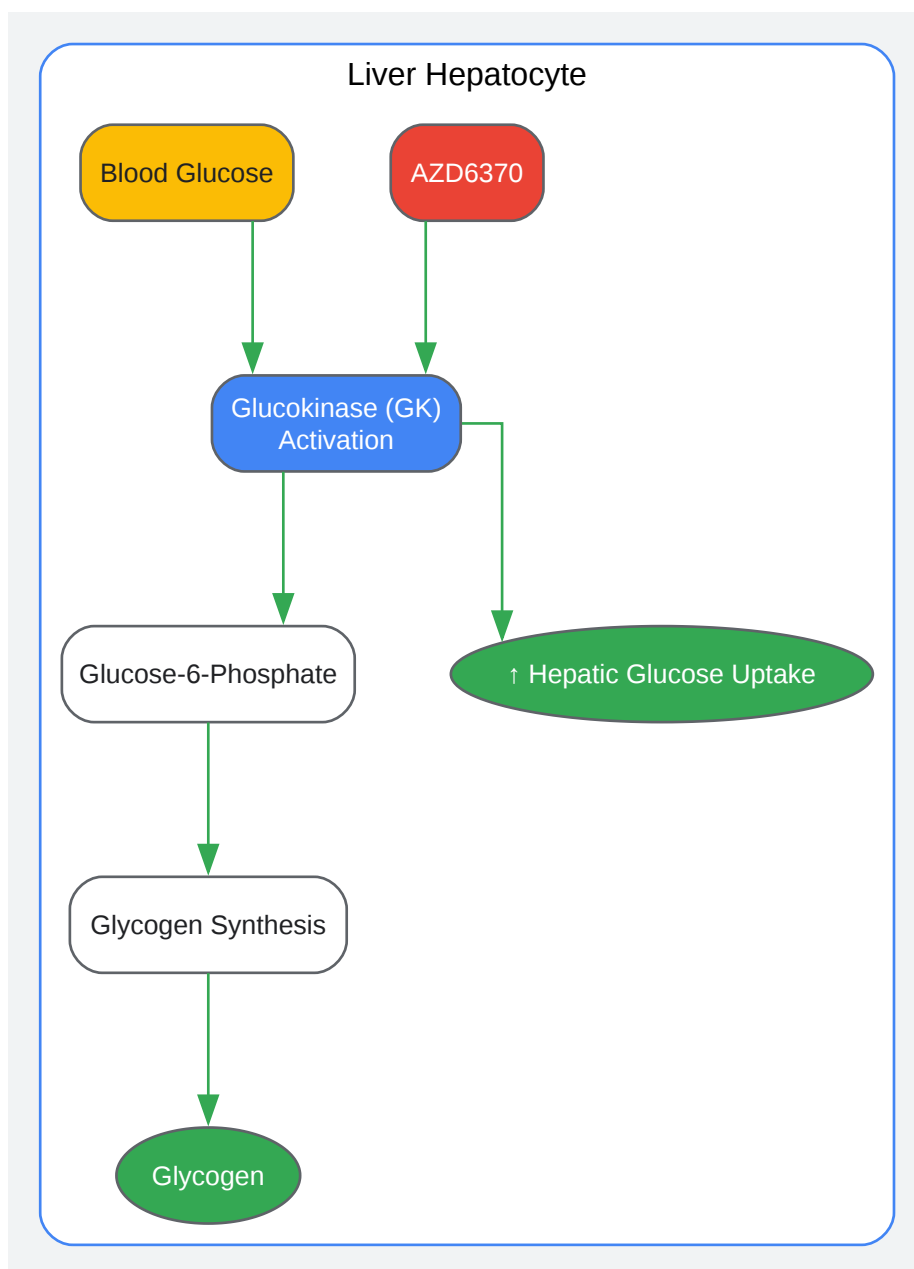 Liver Hepatocyte
Blood Glucose
AZD6370
Glucokinase (GK)
Activation
Glucose-6-Phosphate
↑ Hepatic Glucose Uptake
Glycogen Synthesis
Glycogen